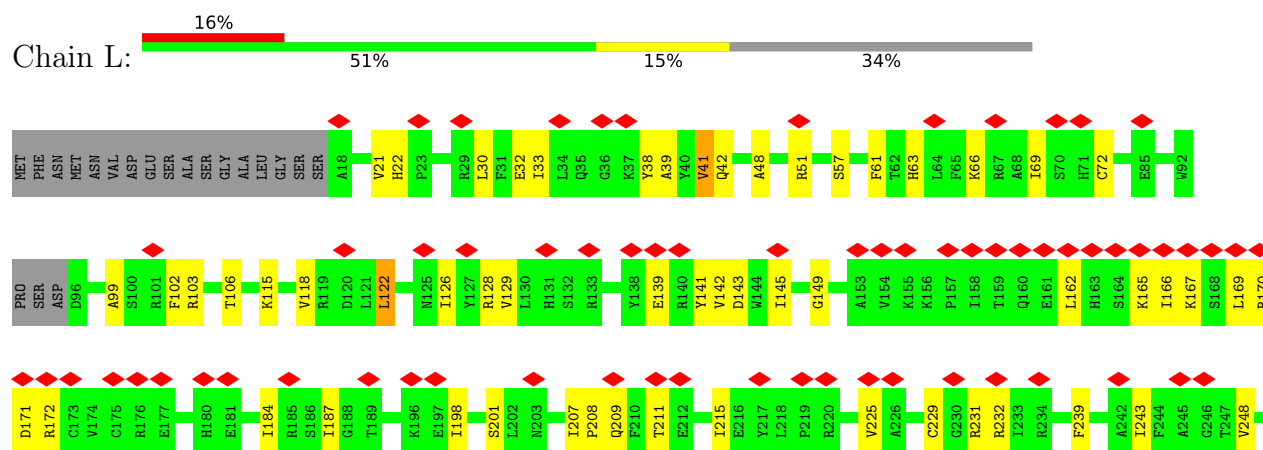 16%
Chain L:
51% 15% 34%
MET PHE ASN MET ASN VAL ASP GLU SER ALA SER GLY ALA LEU GLY SER SER A18 V21 H22 P23 R29 L30 F31 E32 I33 L34 Q35 G36 K37 Y38 A39 Y40 V41 Q42 A48 R51 S57 F61 T62 H63 L64 F65 K66 R67 A68 I69 S70 H71 C72 E85 W92
PRO SER ASP D96 A99 S100 R101 F102 R103 T106 K115 V118 R119 D120 L121 L122 N125 I126 Y127 R128 V129 L130 H131 S132 R133 Y138 E139 R140 Y141 V142 D143 W144 I145 G149 A153 V154 K155 K156 P157 I158 T159 Q160 E161 L162 H163 S164 K165 I166 K167 S168 L169
D171 R172 C173 V174 C175 R176 E177 H180 E181 I184 R185 S186 I187 G188 T189 K196 E197 I198 S201 L202 N203 I207 P208 Q209 F210 T211 E212 I215 E216 Y217 L218 P219 R220 V225 A226 C229 G230 R231 R232 I233 R234 F239 A242 I243 F244 A245 G246 T247 V248